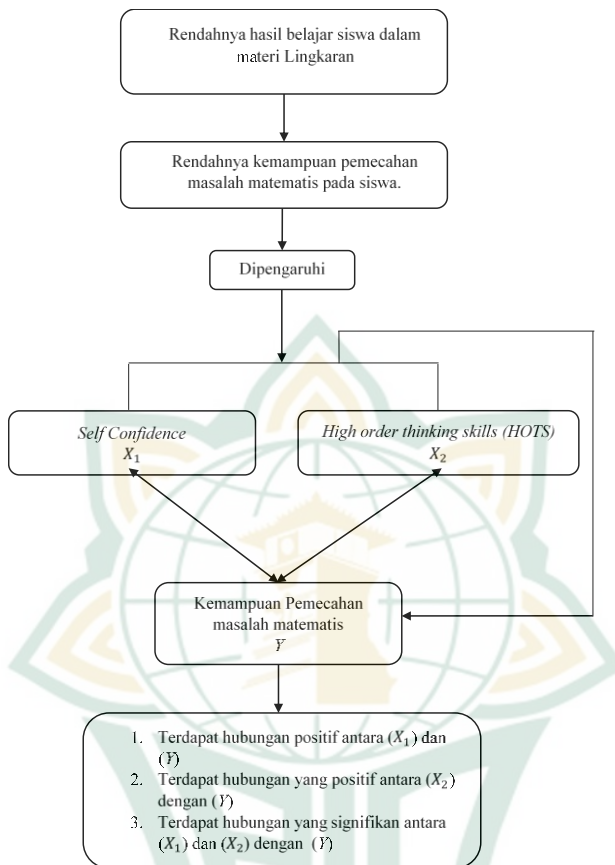 Rendahnya hasil belajar siswa dalam
materi Lingkaran
Rendahnya kemampuan pemecahan
masalah matematis pada siswa.
Dipengaruhi
Self Confidence
X₁
High order thinking skills (HOTS)
X₂
Kemampuan Pemecahan
masalah matematis
Y
1. Terdapat hubungan positif antara (X₁) dan
(Y)
2. Terdapat hubungan yang positif antara (X₂)
dengan (Y)
3. Terdapat hubungan yang signifikan antara
(X₁) dan (X₂) dengan (Y)